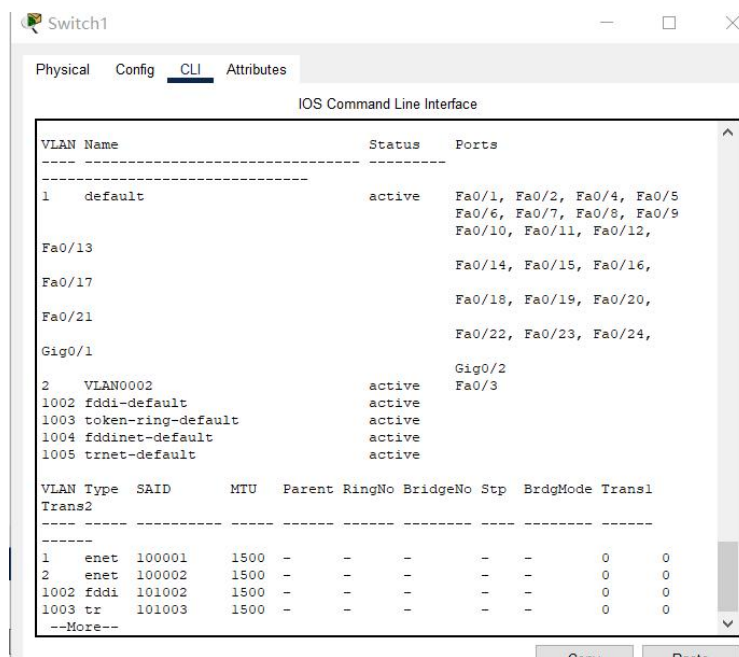 Switch1
Physical Config CLI Attributes
IOS Command Line Interface
VLAN Name Status Ports
---- -------------------------------- ---------
-------------------------------
1 default active Fa0/1, Fa0/2, Fa0/4, Fa0/5
Fa0/6, Fa0/7, Fa0/8, Fa0/9
Fa0/10, Fa0/11, Fa0/12,
Fa0/13
Fa0/14, Fa0/15, Fa0/16,
Fa0/17
Fa0/18, Fa0/19, Fa0/20,
Fa0/21
Fa0/22, Fa0/23, Fa0/24,
Gig0/1
Gig0/2
2 VLAN0002 active Fa0/3
1002 fddi-default active
1003 token-ring-default active
1004 fddinet-default active
1005 trnet-default active
VLAN Type SAID MTU Parent RingNo BridgeNo Stp BrdgMode Trans1
Trans2
---- ----- ---------- ----- ------ ------ -------- ---- -------- ------
------
1 enet 100001 1500 - - - - - 0 0
2 enet 100002 1500 - - - - - 0 0
1002 fddi 101002 1500 - - - - - 0 0
1003 tr 101003 1500 - - - - - 0 0
--More--